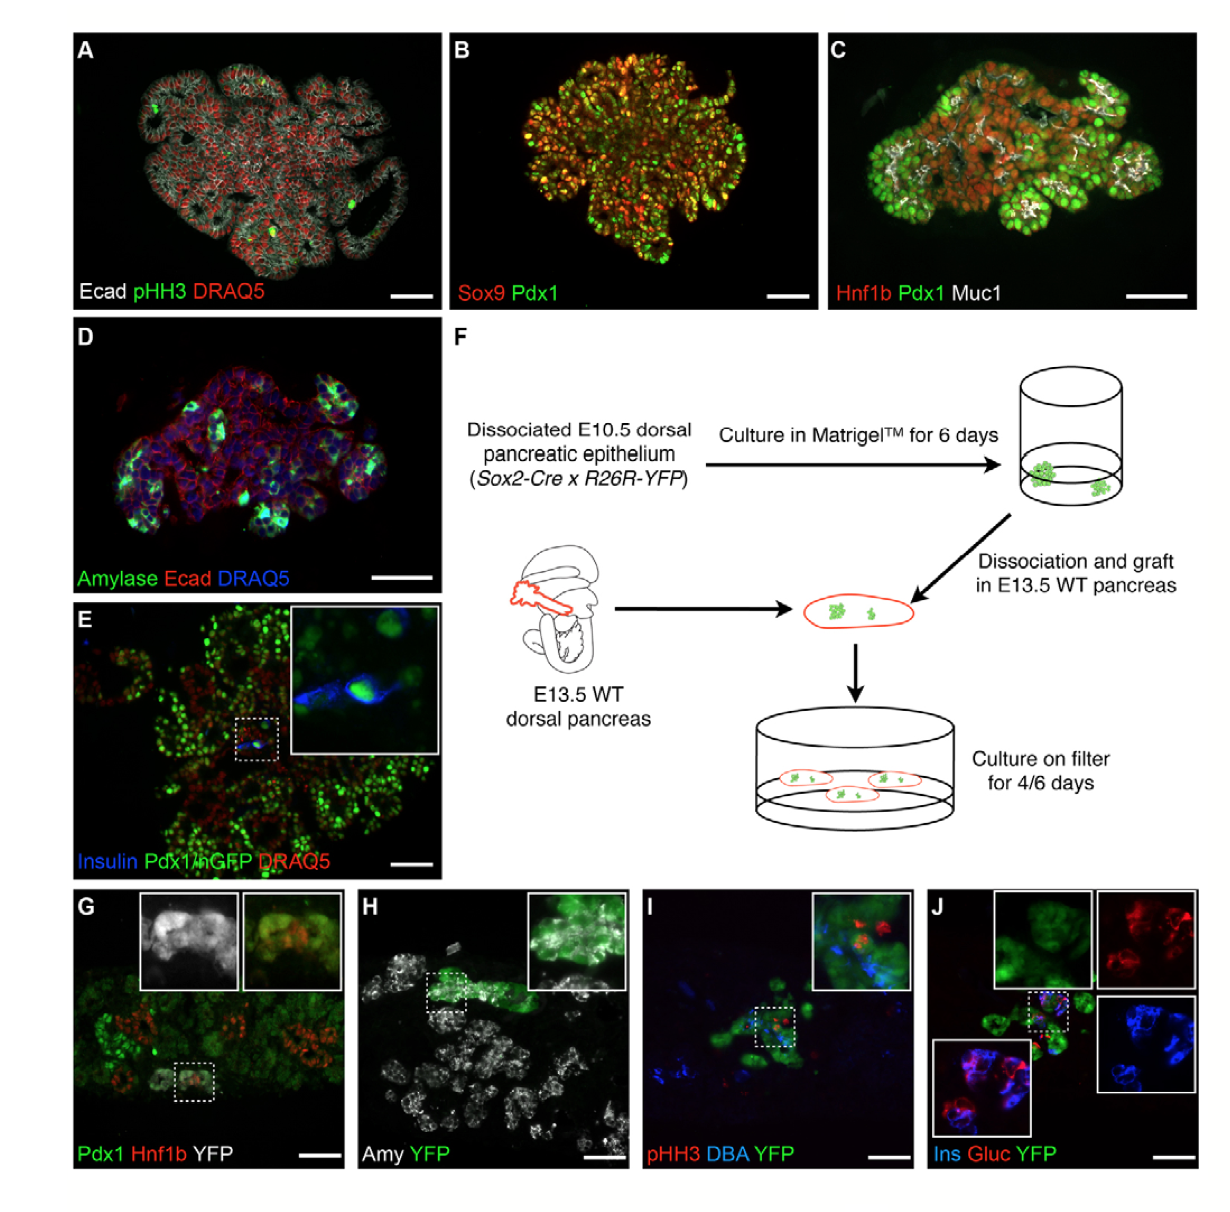 A
Ecad pHH3 DRAQ5
B
Sox9 Pdx1
C
Hnf1b Pdx1 Muc1
D
Amylase Ecad DRAQ5
E
Insulin Pdx1/nGFP DRAQ5
F
Dissociated E10.5 dorsal
pancreatic epithelium
(Sox2-Cre x R26R-YFP)
Culture in Matrigel™ for 6 days
Dissociation and graft
in E13.5 WT pancreas
E13.5 WT
dorsal pancreas
Culture on filter
for 4/6 days
G
Pdx1 Hnf1b YFP
H
Amy YFP
I
pHH3 DBA YFP
J
Ins Gluc YFP